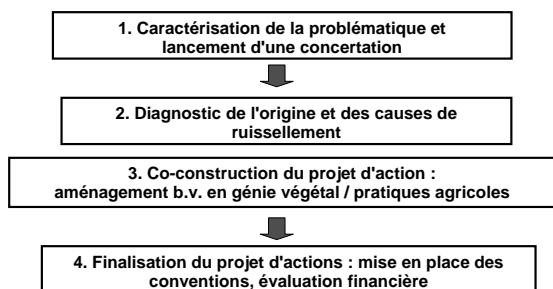 1. Caractérisation de la problématique et
lancement d'une concertation
2. Diagnostic de l'origine et des causes de
ruissellement
3. Co-construction du projet d'action :
aménagement b.v. en génie végétal / pratiques agricoles
4. Finalisation du projet d'actions : mise en place des
conventions, évaluation financière